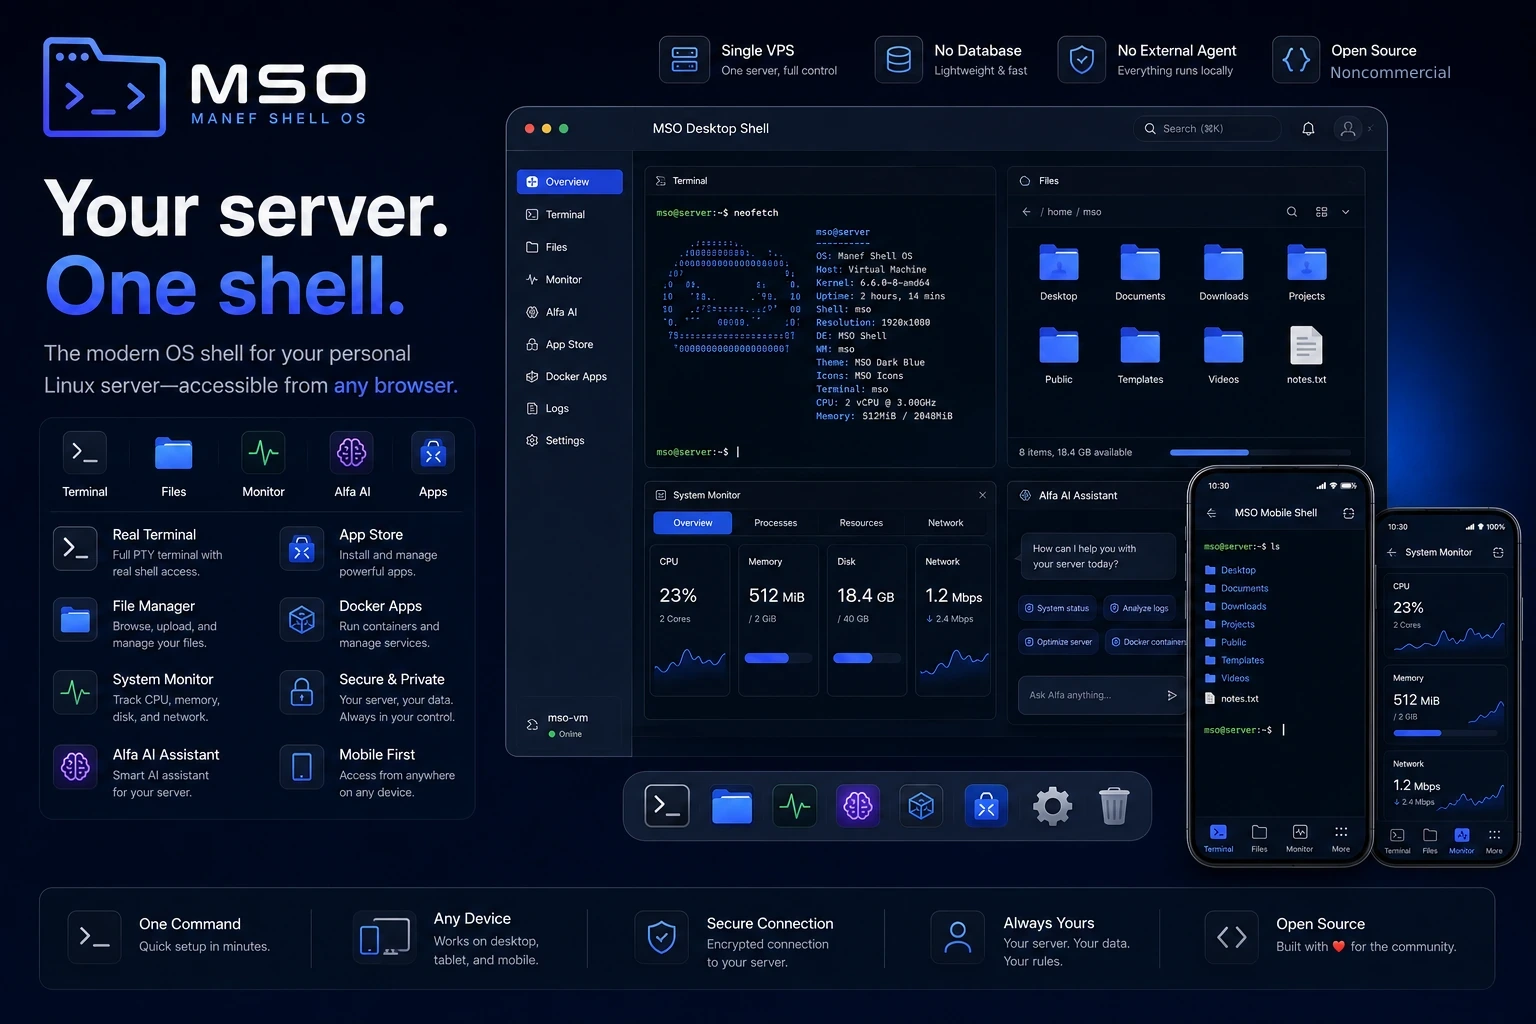 MSO
MANEF SHELL OS
Your server.
One shell.
The modern OS shell for your personal
Linux server—accessible from any browser.
Terminal
Files
Monitor
Alfa AI
Apps
Real Terminal
Full PTY terminal with
real shell access.
App Store
Install and manage
powerful apps.
File Manager
Browse, upload, and
manage your files.
Docker Apps
Run containers and
manage services.
System Monitor
Track CPU, memory,
disk, and network.
Secure & Private
Your server, your data.
Always in your control.
Alfa AI Assistant
Smart AI assistant
for your server.
Mobile First
Access from anywhere
on any device.
Single VPS
One server, full control
No Database
Lightweight & fast
No External Agent
Everything runs locally
Open Source
Noncommercial
MSO Desktop Shell
Search (⌘K)
Overview
Terminal
Files
Monitor
Alfa AI
App Store
Docker Apps
Logs
Settings
mso-vm
Onine
Terminal
mso@server:~$ neofetch
mso@server
----------
OS: Manef Shell OS
Host: Virtual Machine
Kernel: 6.6.0-8-amd64
Uptime: 2 hours, 14 mins
Shell: mso
Resolution: 1920x1080
DE: MSO Shell
WM: mso
Theme: MSO Dark Blue
Icons: MSO Icons
Terminal: mso
CPU: 2 vCPU @ 3.00GHz
Memory: 512MiB / 2048MiB
mso@server:~$
Files
/ home / mso
Desktop
Documents
Downloads
Projects
Public
Templates
Videos
notes.txt
8 items, 18.4 GB available
System Monitor
Overview
Processes
Resources
Network
CPU
23%
2 Cores
Memory
512 MiB
/ 2 GiB
Disk
18.4 GB
/ 40 GB
Network
1.2 Mbps
↓ 2.4 Mbps
Alfa AI Assistant
How can I help you with
your server today?
System status
Analyze logs
Optimize server
Docker containers
Ask Alfa anything...
10:30
MSO Mobile Shell
mso@server:~$ ls
Desktop
Documents
Downloads
Projects
Public
Templates
Videos
notes.txt
mso@server:~$
Terminal
Files
Monitor
More
10:30
100%
System Monitor
CPU
23%
2 Cores
Memory
512 MiB
/ 2 GiB
Network
1.2 Mbps
↓ 2.4 Mbps
Terminal
Files
Monitor
More
One Command
Quick setup in minutes.
Any Device
Works on desktop,
tablet, and mobile.
Secure Connection
Encrypted connection
to your server.
Always Yours
Your server. Your data.
Your rules.
Open Source
Built with ❤️ for the community.